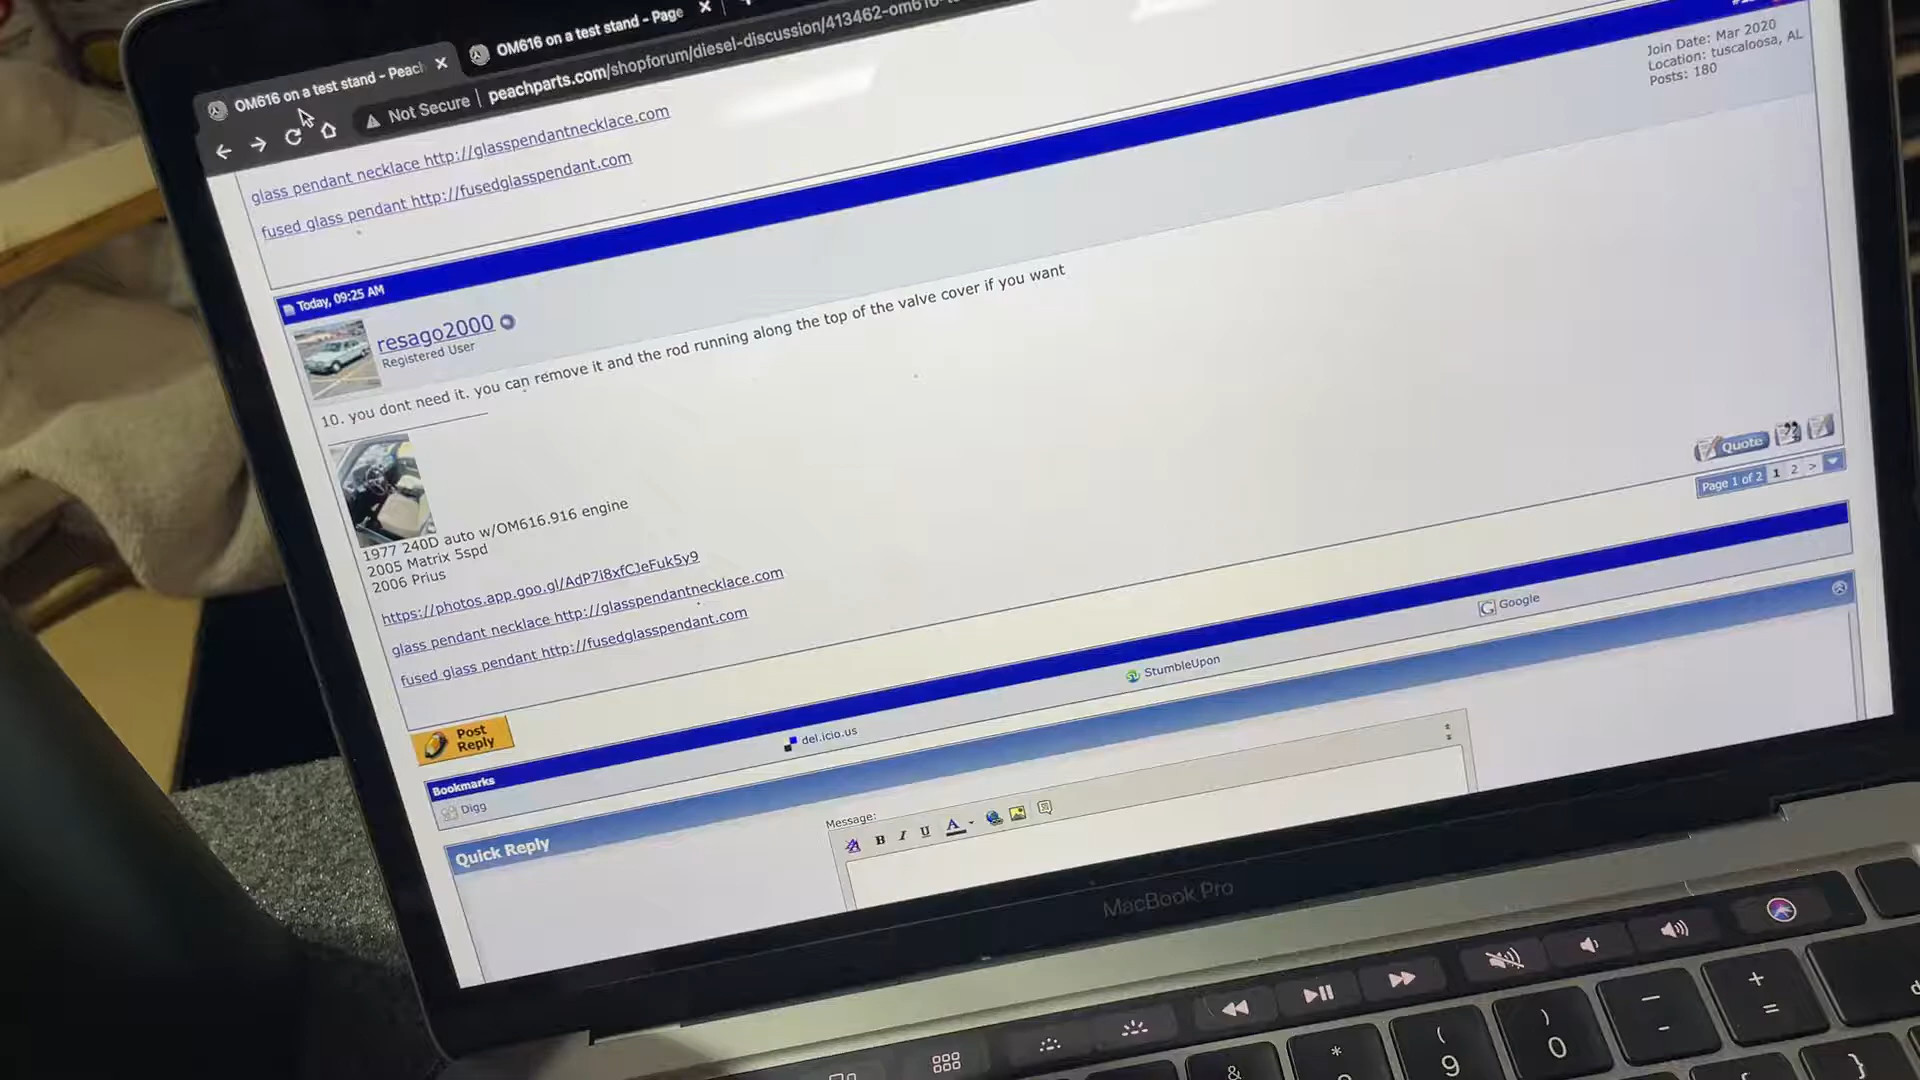 OM616 on a test stand - Peach
OM616 on a test stand - Page
Not Secure
peachparts.com/shopforum/diesel-discussion/413462-om616-
Join Date: Mar 2020
Location: tuscaloosa, AL
Posts: 180
glass pendant necklace http://glasspendantnecklace.com
fused glass pendant http://fusedglasspendant.com
Today, 09:25 AM
resago2000
Registered User
10. you dont need it. you can remove it and the rod running along the top of the valve cover if you want
Quote
Page 1 of 2 1 2 >
1977 240D auto w/OM616.916 engine
2005 Matrix 5spd
2006 Prius
https://photos.app.goo.gl/AdP7i8xfCJeFuk5y9
glass pendant necklace http://glasspendantnecklace.com
fused glass pendant http://fusedglasspendant.com
Post
Reply
Bookmarks
Digg
del.icio.us
StumbleUpon
Google
Quick Reply
Message:
B I U A
MacBook Pro
& * ( 9 ) 0 — - + =
}